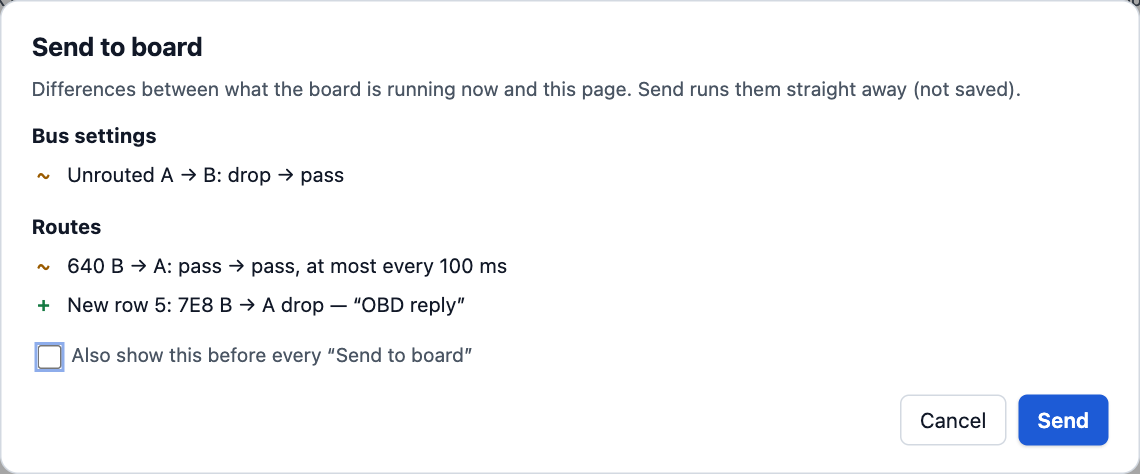 Send to board
Differences between what the board is running now and this page. Send runs them straight away (not saved).
Bus settings
~ Unrouted A → B: drop → pass
Routes
~ 640 B → A: pass → pass, at most every 100 ms
+ New row 5: 7E8 B → A drop — “OBD reply”
Also show this before every “Send to board”
Cancel
Send